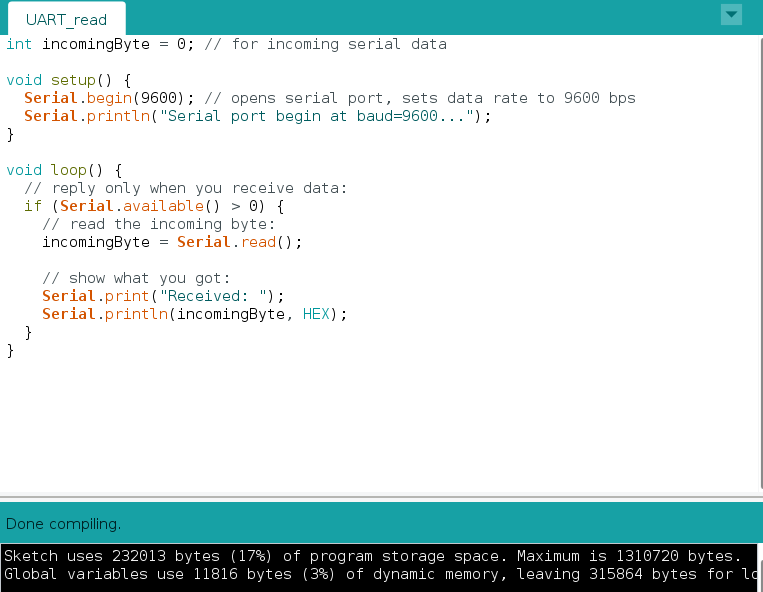 UART_read
int incomingByte = 0; // for incoming serial data
void setup() {
  Serial.begin(9600); // opens serial port, sets data rate to 9600 bps
  Serial.println("Serial port begin at baud=9600...");
}
void loop() {
  // reply only when you receive data:
  if (Serial.available() > 0) {
    // read the incoming byte:
    incomingByte = Serial.read();
    // show what you got:
    Serial.print("Received: ");
    Serial.println(incomingByte, HEX);
  }
}
Done compiling.
Sketch uses 232013 bytes (17%) of program storage space. Maximum is 1310720 bytes.
Global variables use 11816 bytes (3%) of dynamic memory, leaving 315864 bytes for